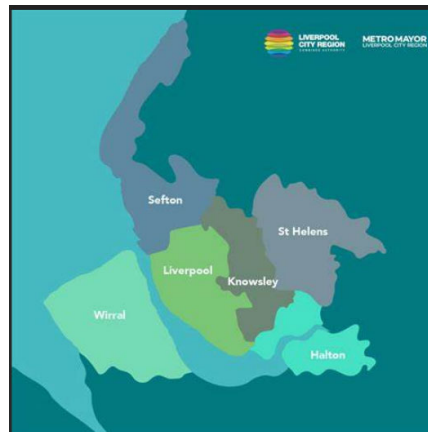 LIVERPOOL
CITY REGION
COMBINED AUTHORITY
METRO MAYOR
LIVERPOOL CITY REGION
Sefton
St Helens
Liverpool
Knowsley
Wirral
Halton